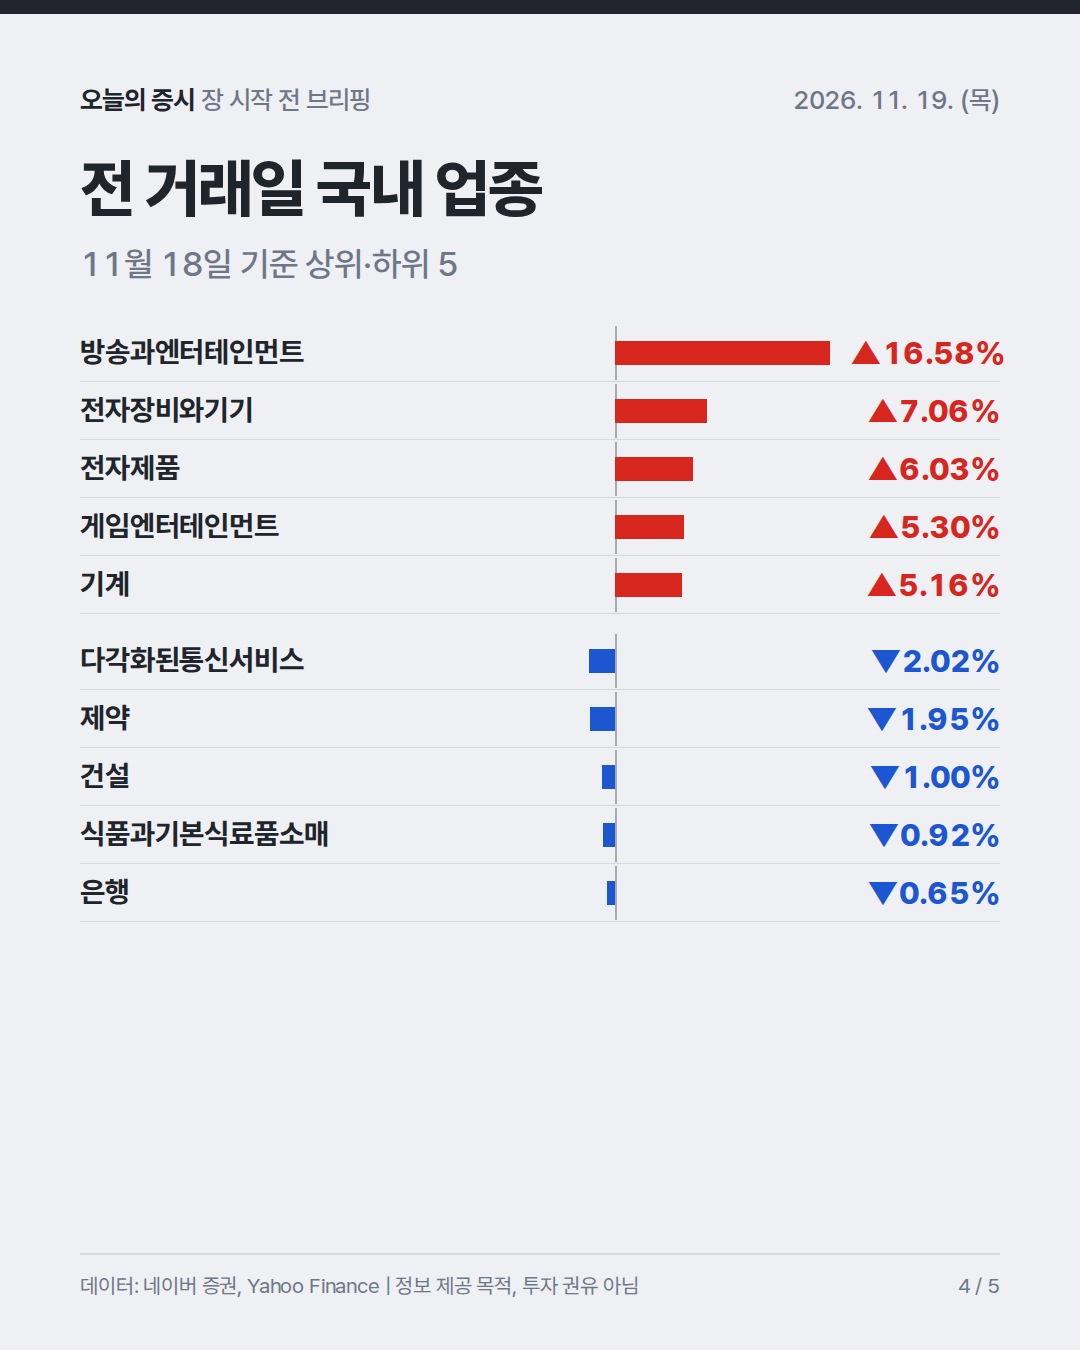 오늘의 증시 장 시작 전 브리핑
2026. 11. 19. (목)
전 거래일 국내 업종
11월 18일 기준 상위·하위 5
방송과엔터테인먼트 ▲16.58%
전자장비와기기 ▲7.06%
전자제품 ▲6.03%
게임엔터테인먼트 ▲5.30%
기계 ▲5.16%
다각화된통신서비스 ▼2.02%
제약 ▼1.95%
건설 ▼1.00%
식품과기본식료품소매 ▼0.92%
은행 ▼0.65%
데이터: 네이버 증권, Yahoo Finance | 정보 제공 목적, 투자 권유 아님
4 / 5